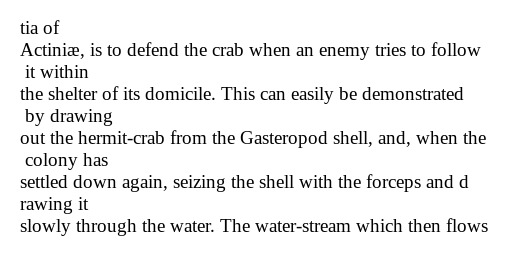 tia of
Actiniæ, is to defend the crab when an enemy tries to follow
it within
the shelter of its domicile. This can easily be demonstrated
by drawing
out the hermit-crab from the Gasteropod shell, and, when the
colony has
settled down again, seizing the shell with the forceps and d
rawing it
slowly through the water. The water-stream which then flows